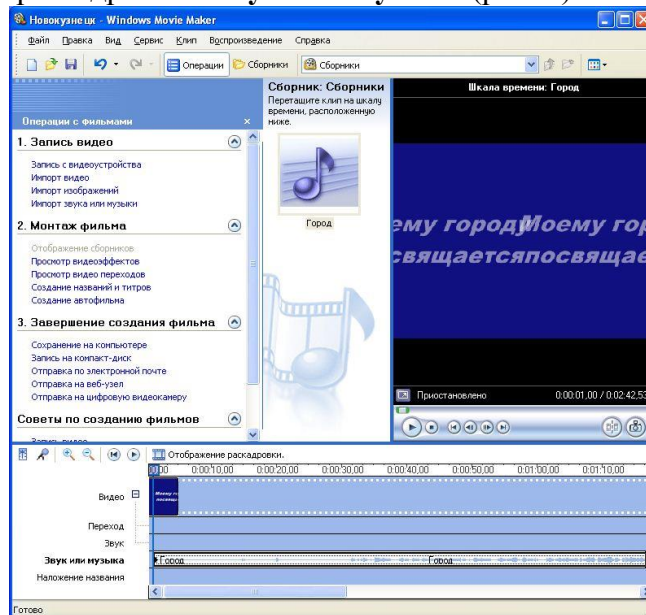 Новокузнецк - Windows Movie Maker
Файл Правка Вид Сервис Клип Воспроизведение Справка
Операции Сборники Сборники
Операции с фильмами
1. Запись видео
Запись с видеоустройства
Импорт видео
Импорт изображений
Импорт звука или музыки
2. Монтаж фильма
Отображение сборников
Просмотр видеоэффектов
Просмотр видео переходов
Создание названий и титров
Создание автофильма
3. Завершение создания фильма
Сохранение на компьютере
Запись на компакт-диск
Отправка по электронной почте
Отправка на веб-узел
Отправка на цифровую видеокамеру
Советы по созданию фильмов
Сборник: Сборники
Перетащите клип на шкалу
времени, расположенную
ниже.
Город
Шкала времени: Город
ему городу Моему гор
свящается посвящае
Приостановлено 0:00:01,00 / 0:02:42,53
Отображение раскадровки.
0:00:10,00 0:00:20,00 0:00:30,00 0:00:40,00 0:00:50,00 0:01:00,00 0:01:10,00
Видео
Переход
Звук
Звук или музыка Город Город
Наложение названия
Готово